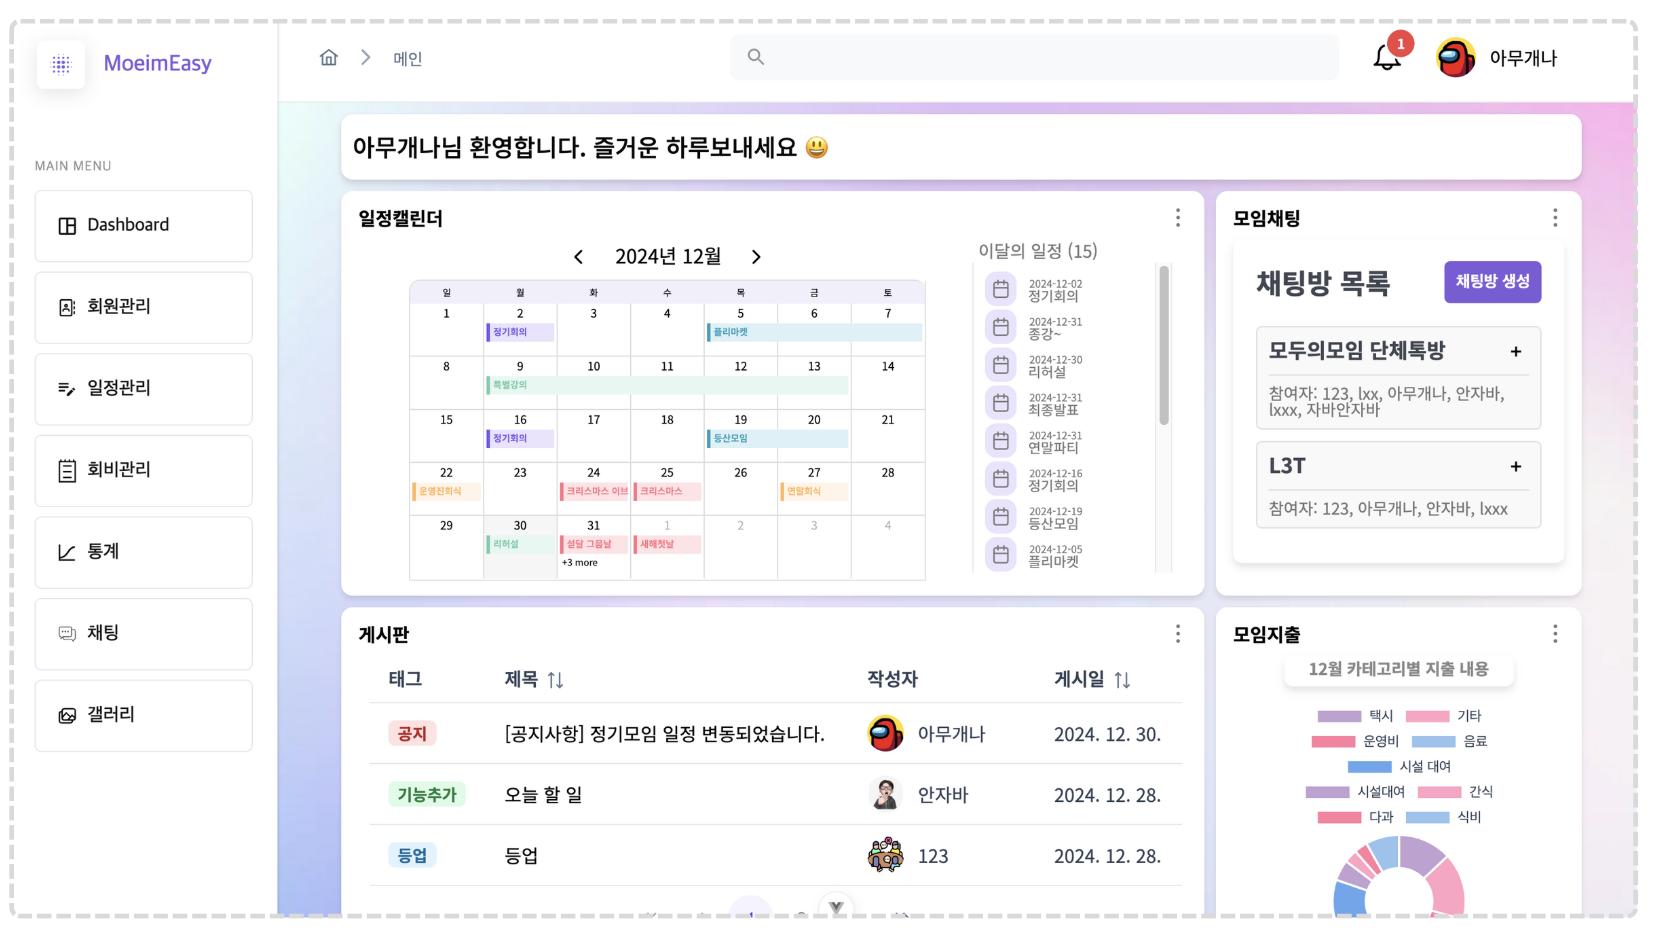 MoeimEasy
메인
1
아무개나
MAIN MENU
Dashboard
회원관리
일정관리
회비관리
통계
채팅
갤러리
아무개나님 환영합니다. 즐거운 하루보내세요 😃
일정캘린더
2024년 12월
일 월 화 수 목 금 토
1 2 3 4 5 6 7
정기회의 플리마켓
8 9 10 11 12 13 14
특별강의
15 16 17 18 19 20 21
정기회의 등산모임
22 23 24 25 26 27 28
운영진회식 크리스마스 이브 크리스마스 연말회식
29 30 31 1 2 3 4
리허설 섣달 그믐날 새해첫날
+3 more
이달의 일정 (15)
2024-12-02
정기회의
2024-12-31
종강~
2024-12-30
리허설
2024-12-31
최종발표
2024-12-31
연말파티
2024-12-16
정기회의
2024-12-19
등산모임
2024-12-05
플리마켓
모임채팅
채팅방 목록
채팅방 생성
모두의모임 단체톡방 +
참여자: 123, lxx, 아무개나, 안자바,
lxxx, 자바안자바
L3T +
참여자: 123, 아무개나, 안자바, lxxx
게시판
태그 제목 작성자 게시일
공지 [공지사항] 정기모임 일정 변동되었습니다. 아무개나 2024. 12. 30.
기능추가 오늘 할 일 안자바 2024. 12. 28.
등업 등업 123 2024. 12. 28.
모임지출
12월 카테고리별 지출 내용
택시 기타
운영비 음료
시설 대여
시설대여 간식
다과 식비